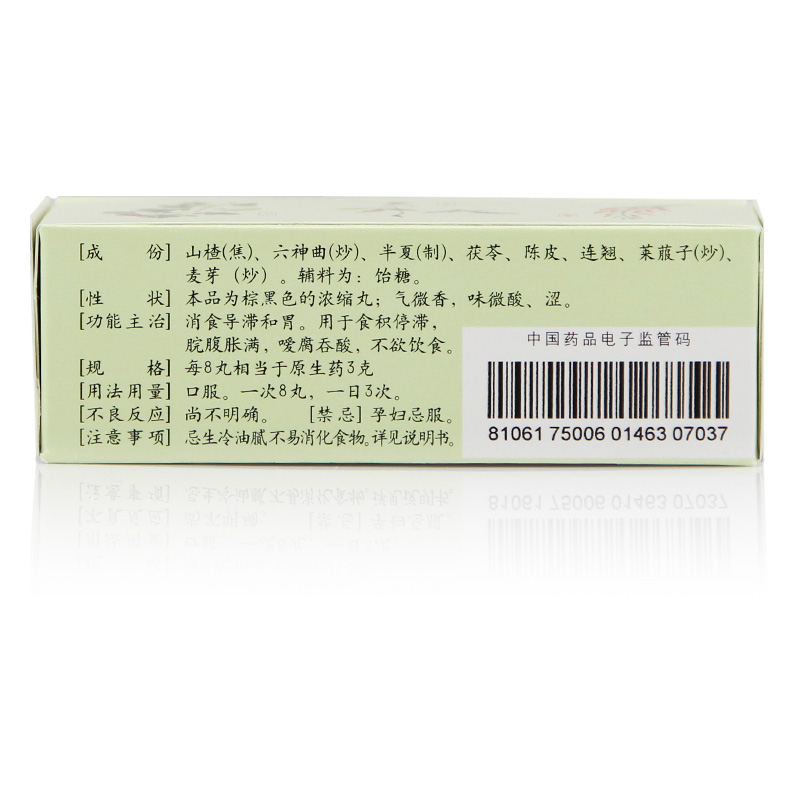 [成 份] 山楂(焦)、六神曲(炒)、半夏(制)、茯苓、陈皮、连翘、莱菔子(炒)、
麦芽（炒）。辅料为：饴糖。
[性 状] 本品为棕黑色的浓缩丸；气微香，味微酸、涩。
[功能主治] 消食导滞和胃。用于食积停滞，
脘腹胀满，嗳腐吞酸，不欲饮食。
[规 格] 每8丸相当于原生药3克
[用法用量] 口服。一次8丸，一日3次。
[不良反应] 尚不明确。 [禁忌] 孕妇忌服。
[注意事项] 忌生冷油腻不易消化食物。详见说明书。
中国药品电子监管码
81061 75006 01463 07037